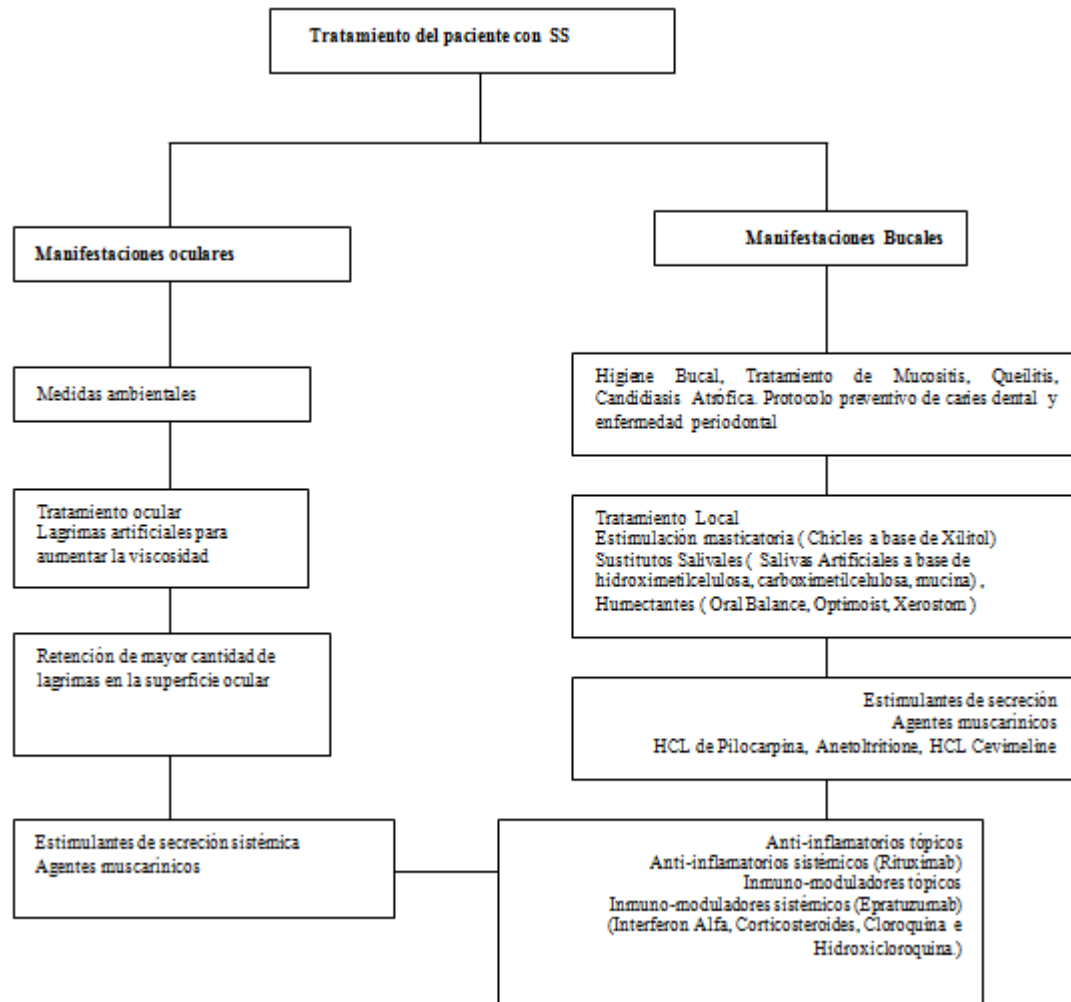 Tratamiento del paciente con SS
Manifestaciones oculares
Manifestaciones Bucales
Medidas ambientales
Higiene Bucal, Tratamiento de Mucositis, Queilitis,
Candidiasis Atrófica. Protocolo preventivo de caries dental y
enfermedad periodontal
Tratamiento ocular
Lagrimas artificiales para
aumentar la viscosidad
Tratamiento Local
Estimulación masticatoria ( Chicles a base de Xilitol)
Sustitutos Salivales ( Salivas Artificiales a base de
hidroximetilcelulosa, carboximetilcelulosa, mucina) ,
Humectantes ( Oral Balance, Optimoist, Xerostom )
Retención de mayor cantidad de
lagrimas en la superficie ocular
Estimulantes de secreción
Agentes muscarínicos
HCL de Pilocarpina, Anetoltritione, HCL Cevimeline
Estimulantes de secreción sistémica
Agentes muscarínicos
Anti-inflamatorios tópicos
Anti-inflamatorios sistémicos (Rituximab)
Inmuno-moduladores tópicos
Inmuno-moduladores sistémicos (Epratuzumab)
(Interferon Alfa, Corticosteroides, Cloroquina e
Hidroxicloroquina.)